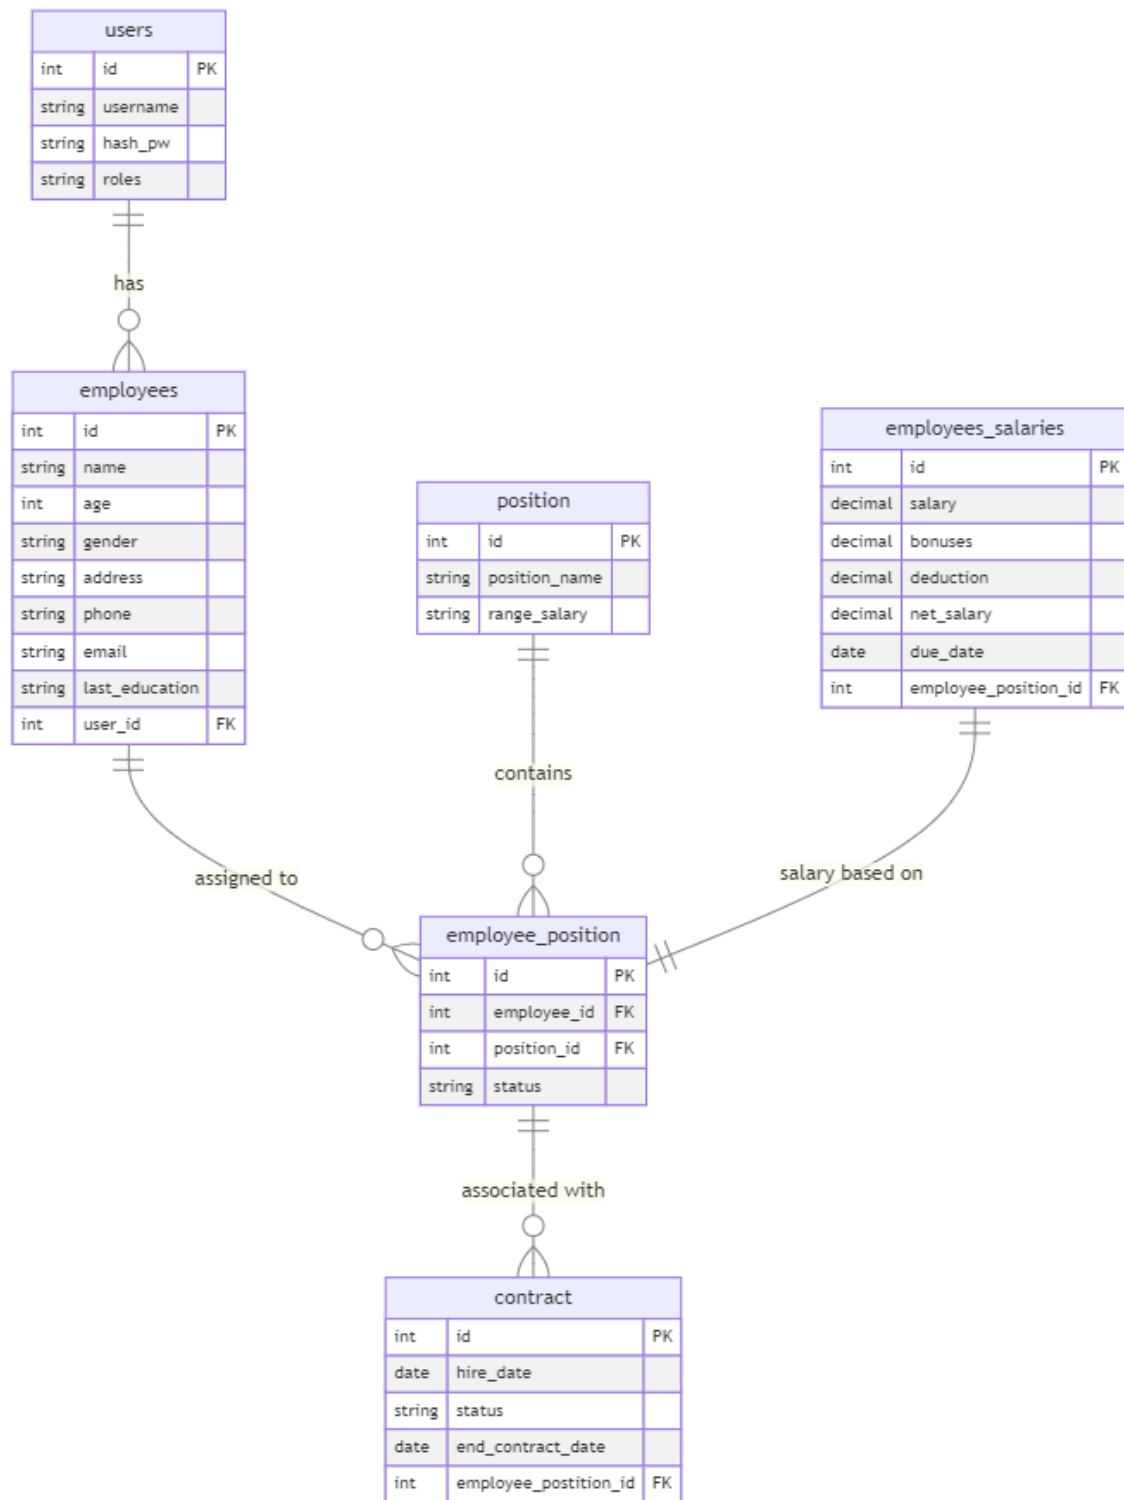 users
int id PK
string username
string hash_pw
string roles
has
employees
int id PK
string name
int age
string gender
string address
string phone
string email
string last_education
int user_id FK
position
int id PK
string position_name
string range_salary
employees_salaries
int id PK
decimal salary
decimal bonuses
decimal deduction
decimal net_salary
date due_date
int employee_position_id FK
contains
assigned to
salary based on
employee_position
int id PK
int employee_id FK
int position_id FK
string status
associated with
contract
int id PK
date hire_date
string status
date end_contract_date
int employee_postition_id FK